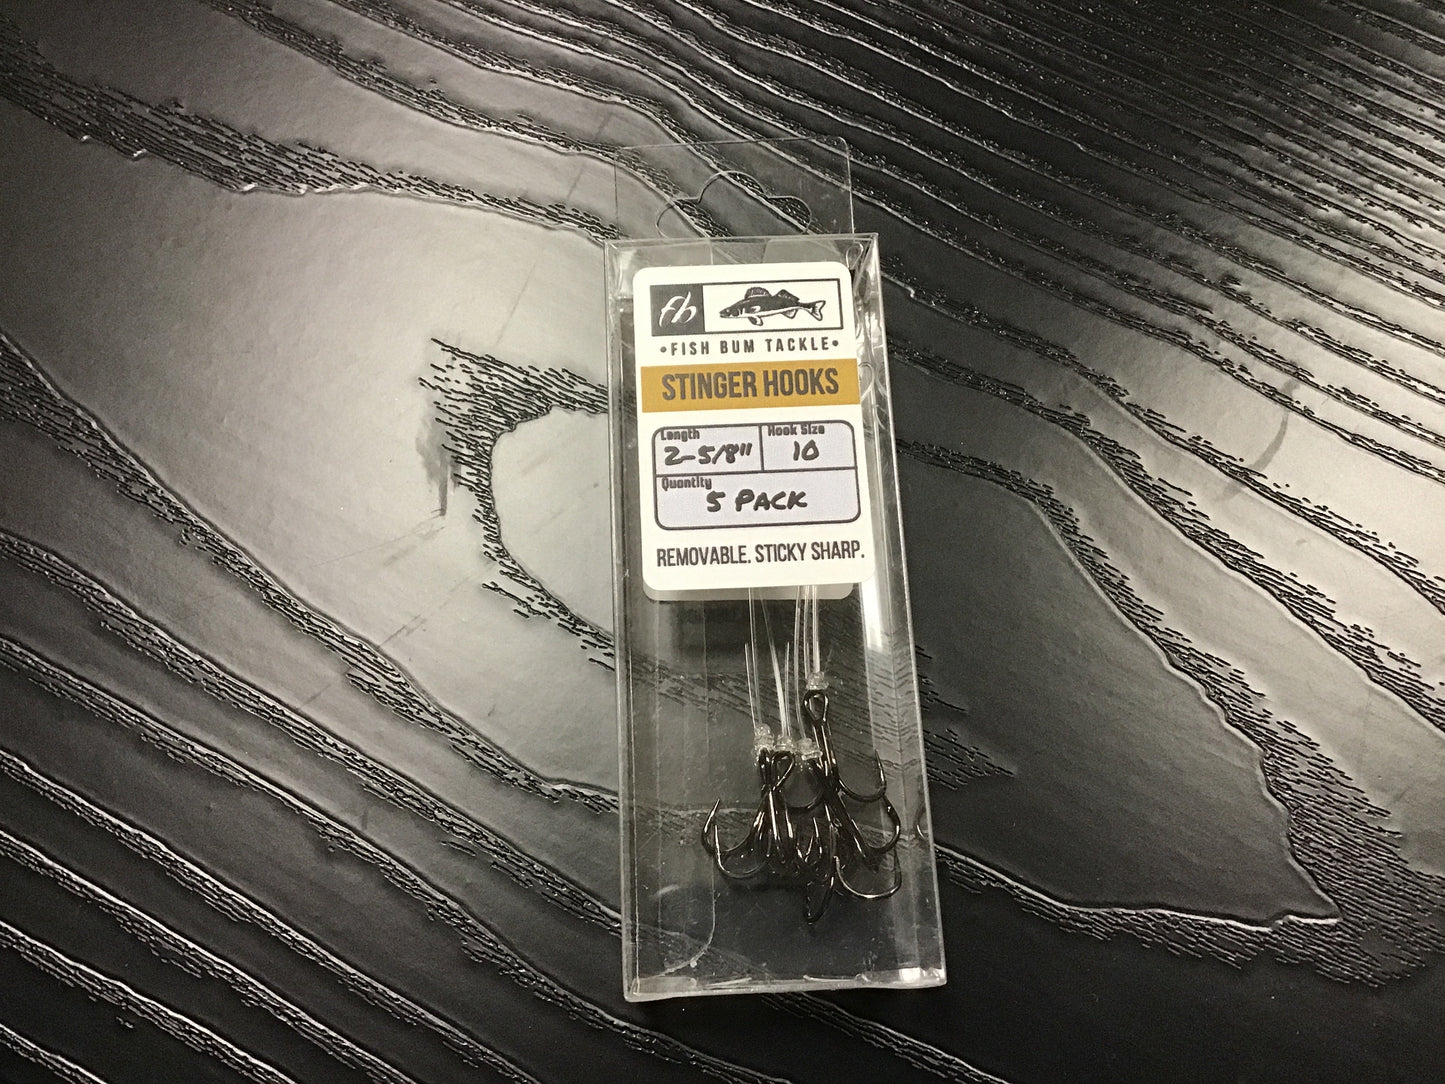 fb
•FISH BUM TACKLE•
STINGER HOOKS
Length Hook Size
2-5/8" 10
Quantity
5 PACK
REMOVABLE. STICKY SHARP.